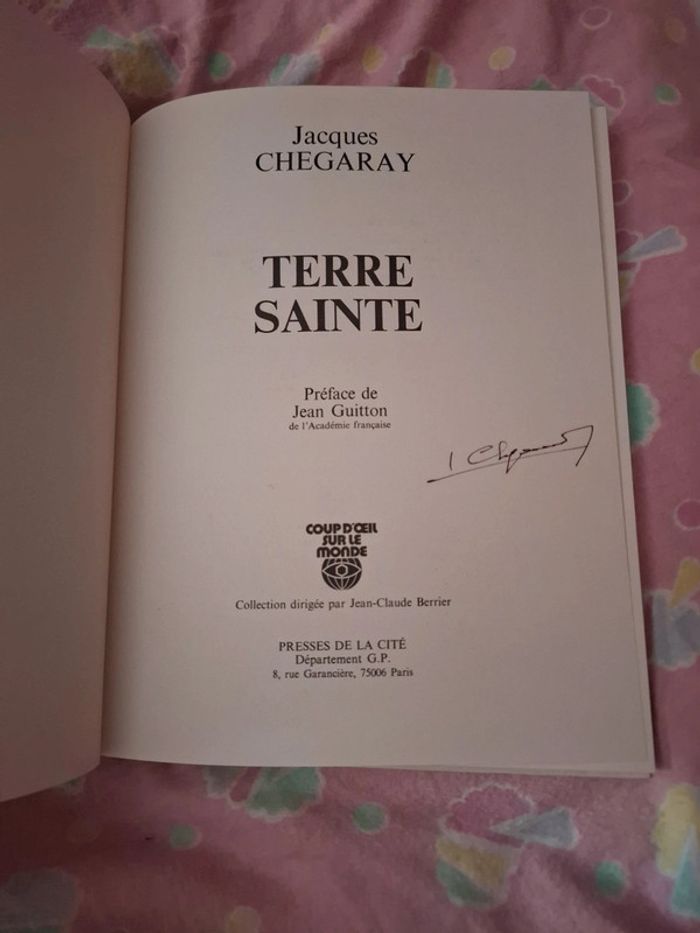 Jacques
CHEGARAY
TERRE
SAINTE
Préface de
Jean Guitton
de l'Académie française
COUP D'ŒIL
SUR LE
MONDE
Collection dirigée par Jean-Claude Berrier
PRESSES DE LA CITÉ
Département G.P.
8, rue Garancière, 75006 Paris